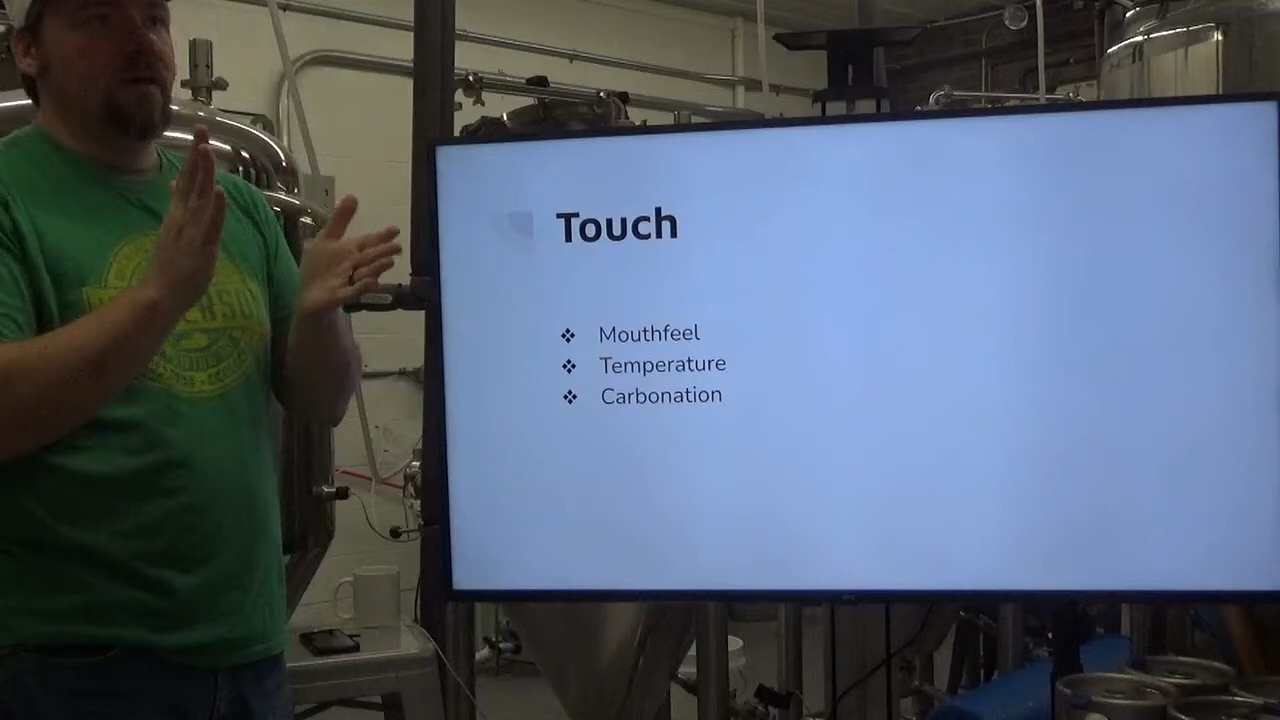 Touch
❖ Mouthfeel
❖ Temperature
❖ Carbonation